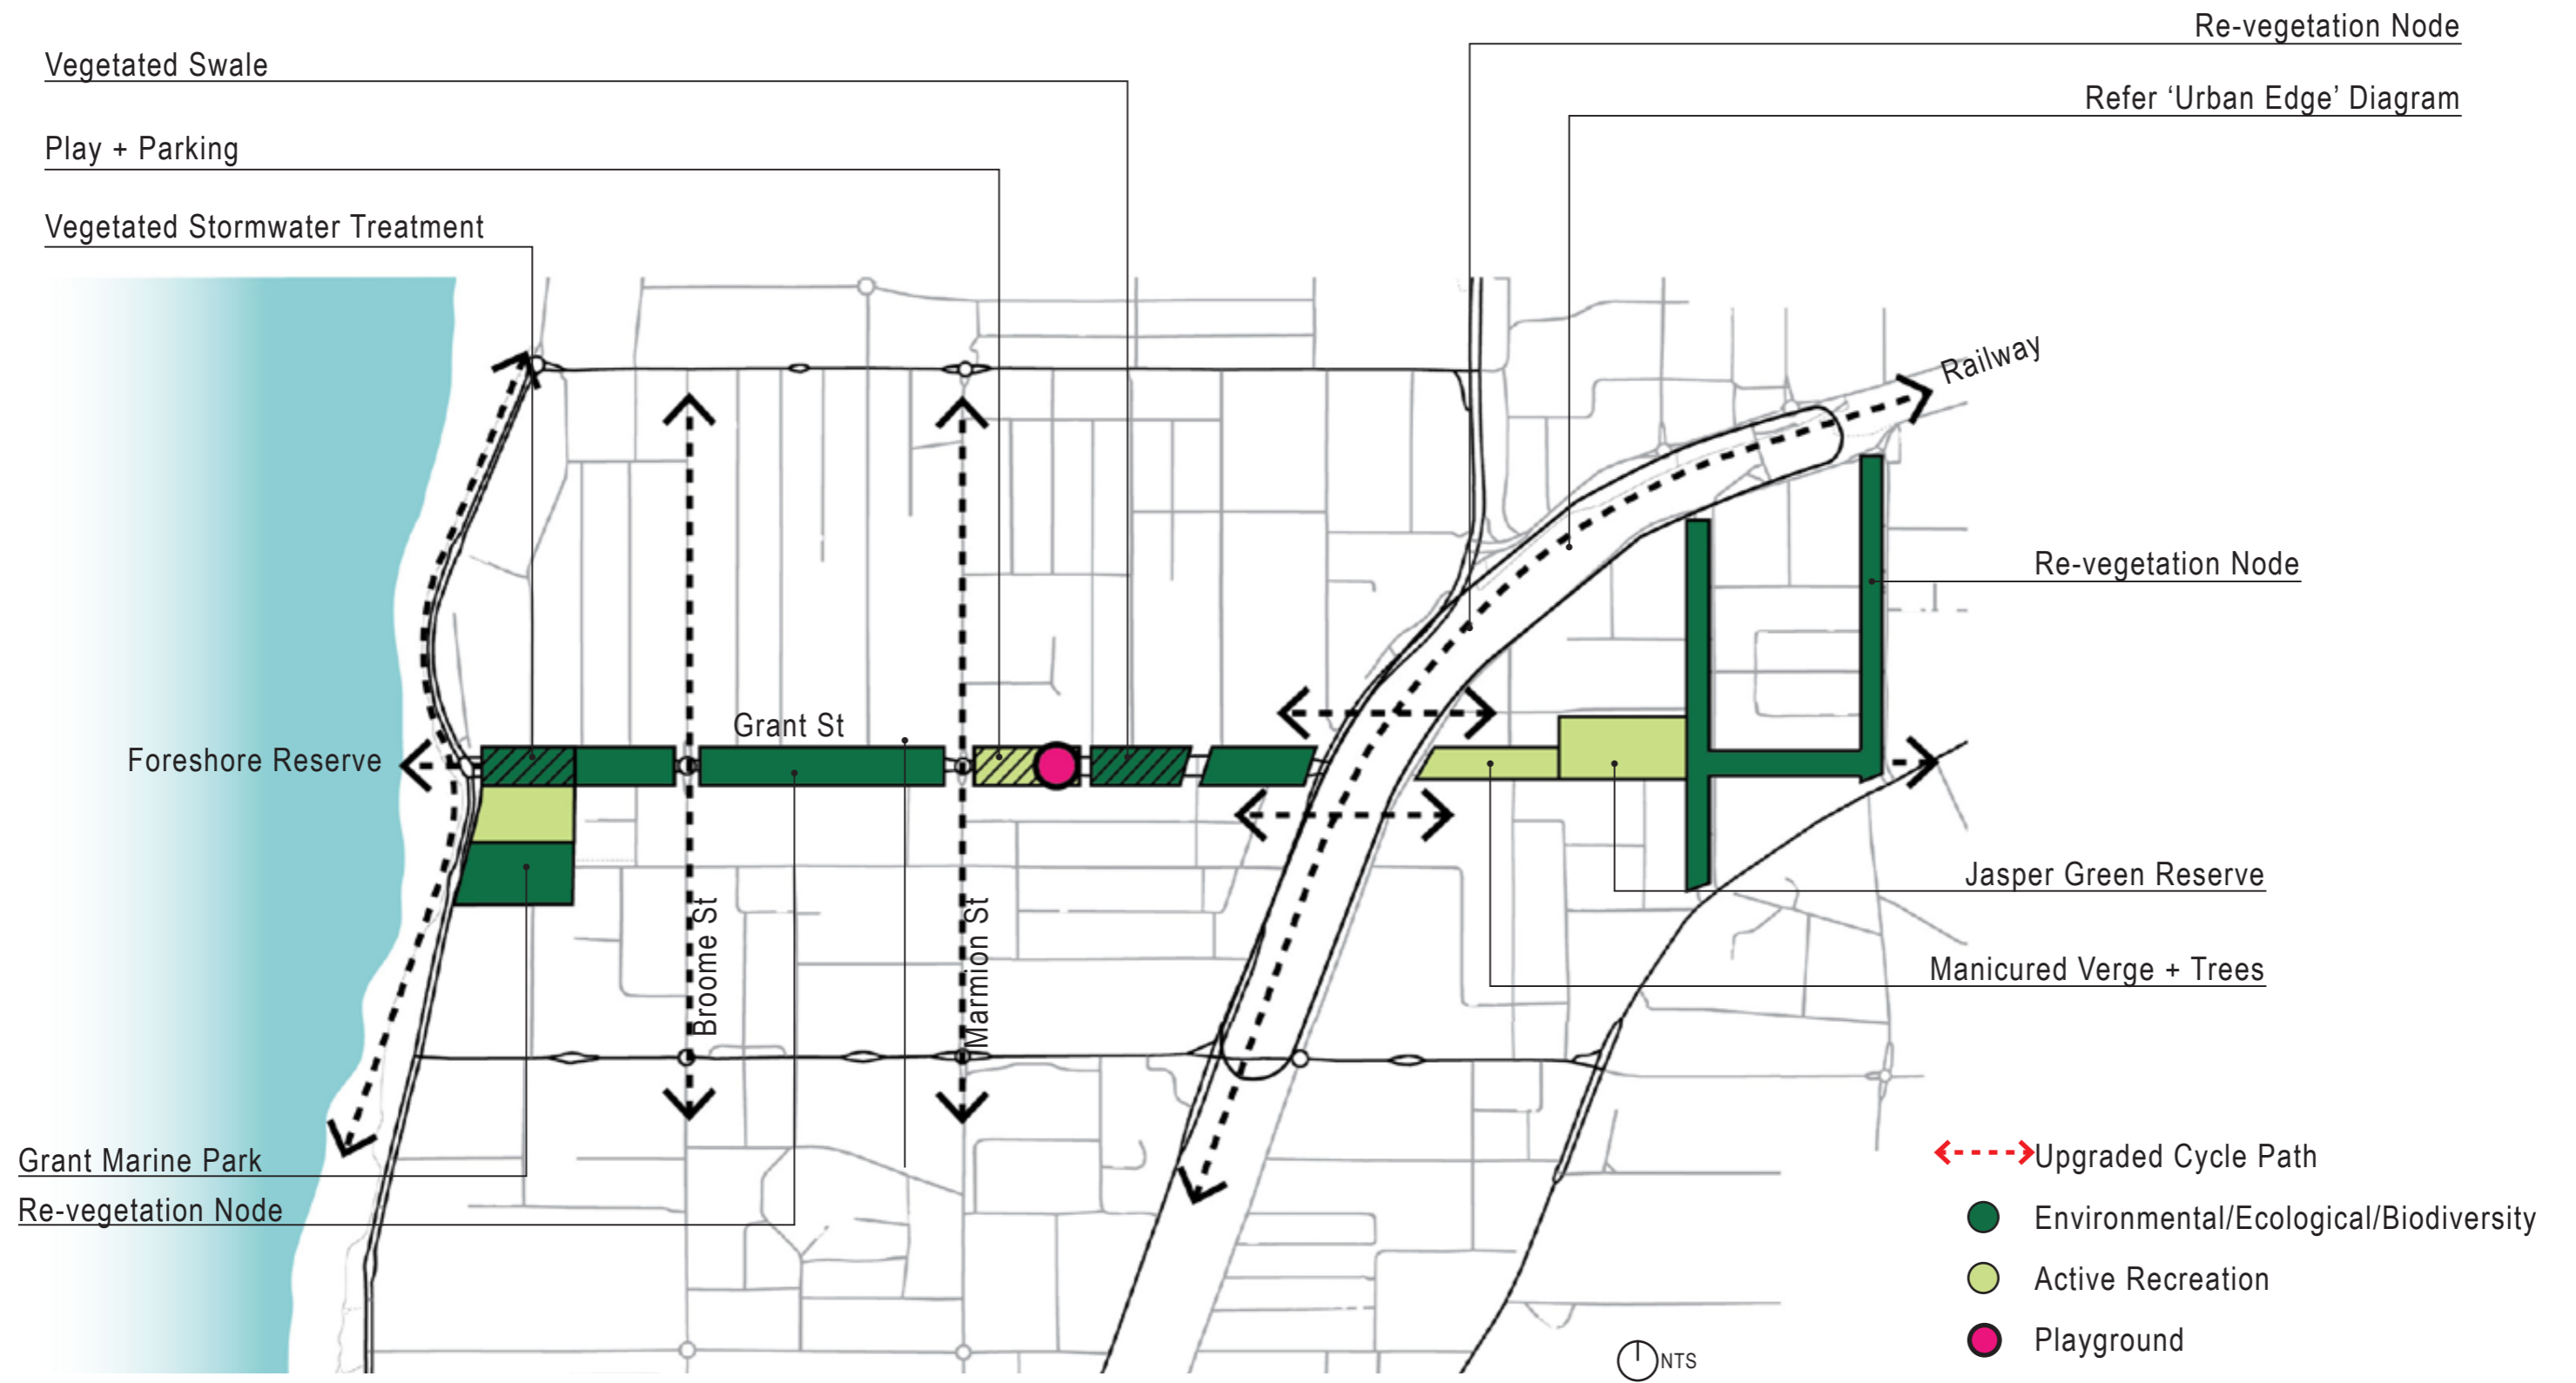 Re-vegetation Node
Vegetated Swale
Refer ‘Urban Edge’ Diagram
Play + Parking
Vegetated Stormwater Treatment
Railway
Re-vegetation Node
Grant St
Foreshore Reserve
Jasper Green Reserve
Broome St
Marmion St
Manicured Verge + Trees
Grant Marine Park
Upgraded Cycle Path
Re-vegetation Node
Environmental/Ecological/Biodiversity
Active Recreation
Playground
NTS